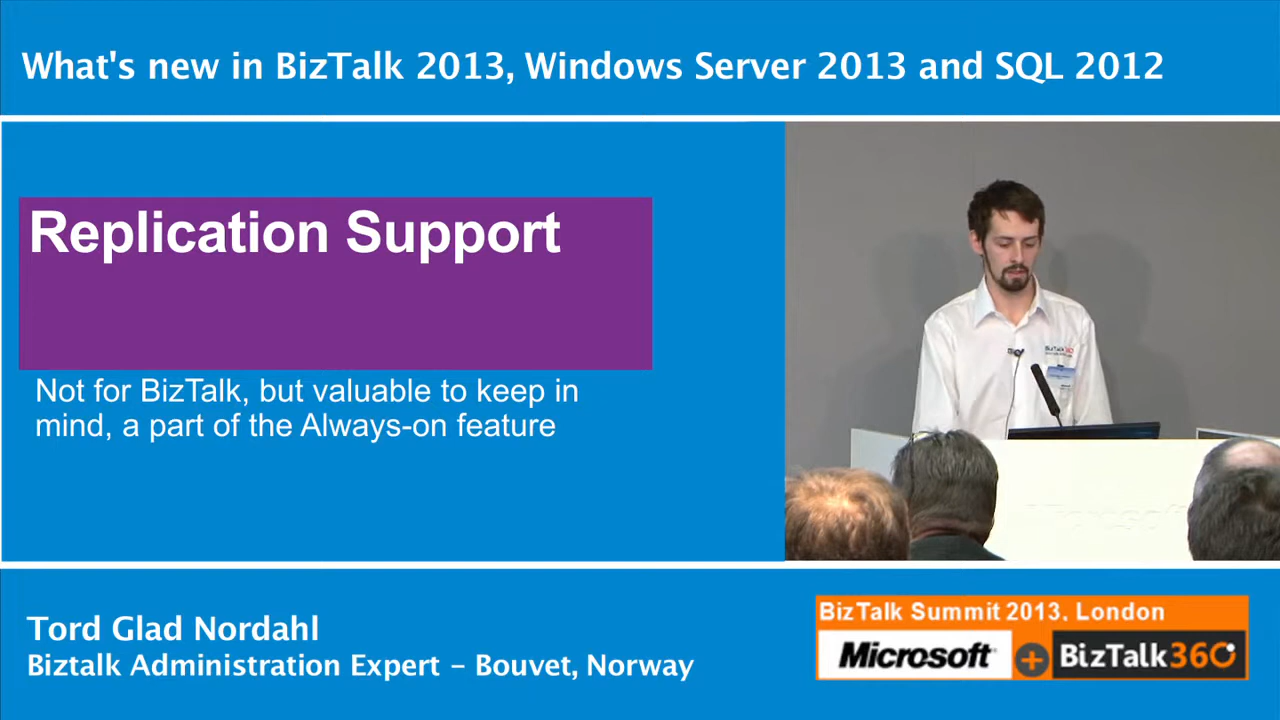 What's new in BizTalk 2013, Windows Server 2013 and SQL 2012
Replication Support
Not for BizTalk, but valuable to keep in
mind, a part of the Always-on feature
Tord Glad Nordahl
Biztalk Administration Expert – Bouvet, Norway
BizTalk Summit 2013, London
Microsoft + BizTalk360